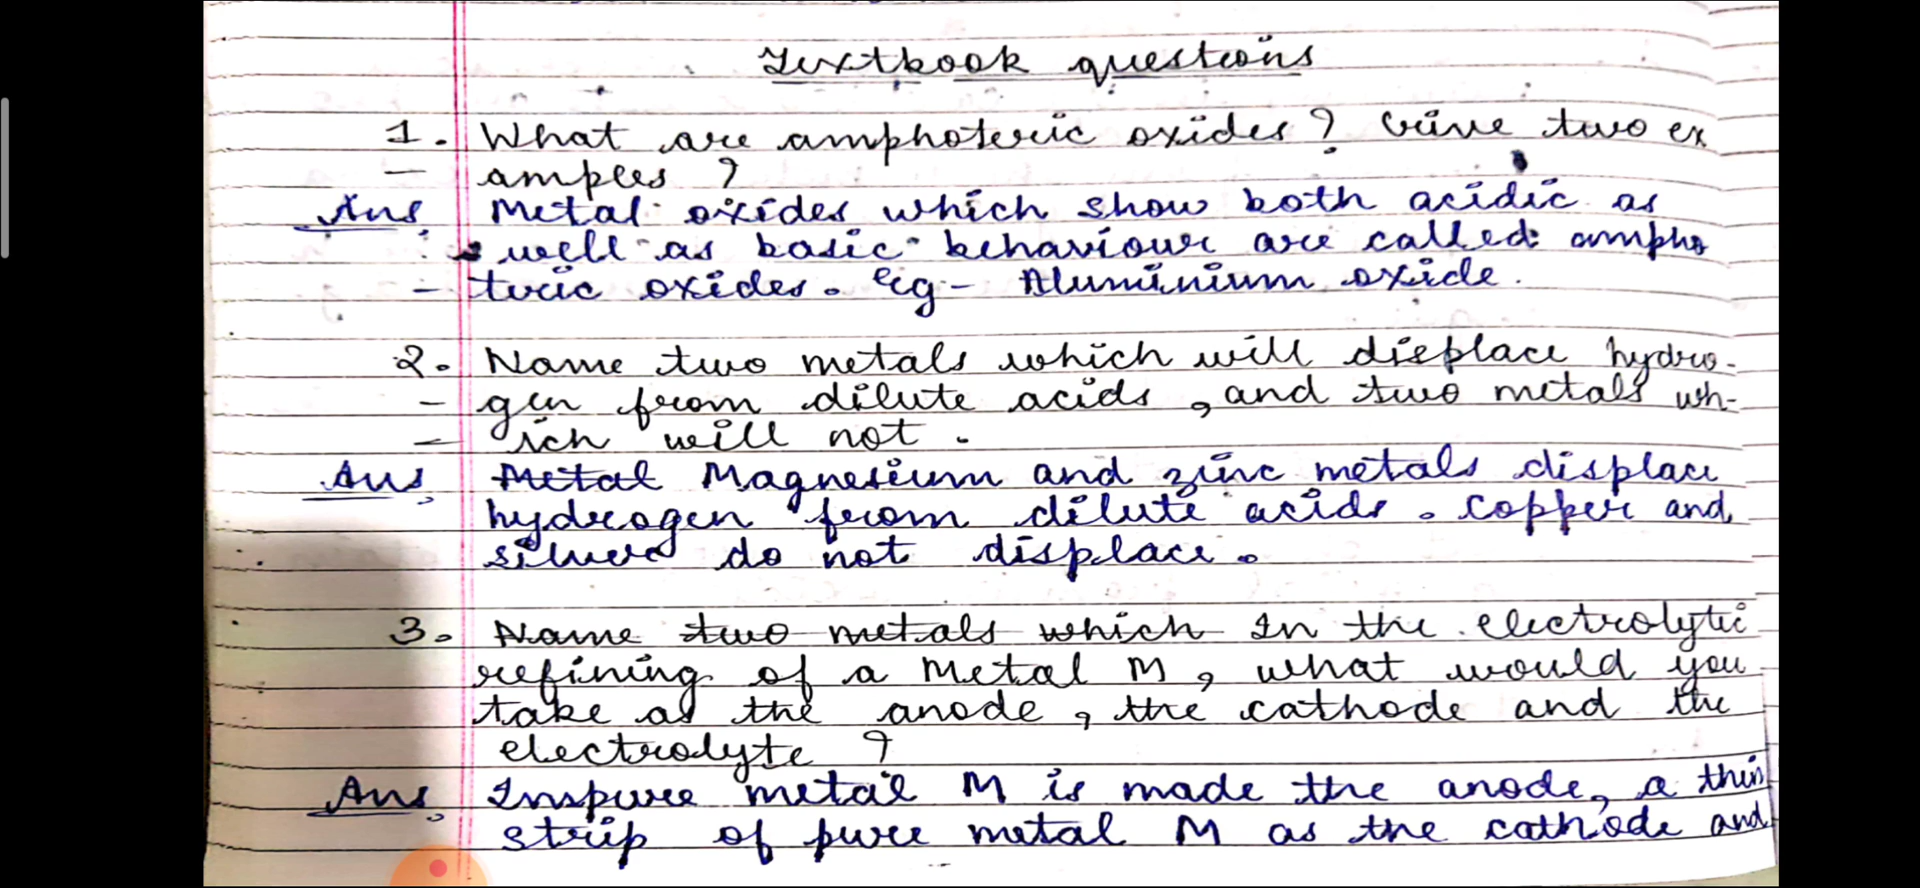 Textbook questions
1. What are amphoteric oxides? Give two ex
- amples ?
Ans. Metal oxides which show both acidic as
well as basic behaviour are called ampho
- teric oxides. eg - Aluminium oxide.
2. Name two metals which will displace hydro-
- gen from dilute acids, and two metals wh-
- ich will not.
Ans. Metal Magnesium and zinc metals displace
hydrogen from dilute acids. Copper and
silver do not displace.
3. Name two metals which In the electrolytic
refining of a metal M, what would you
take as the anode, the cathode and the
electrolyte ?
Ans. Inspure metal M is made the anode, a thin
strip of pure metal M as the cathode and